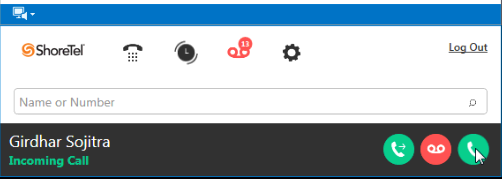 ShoreTel
13
Log Out
Name or Number
Girdhar Sojitra
Incoming Call